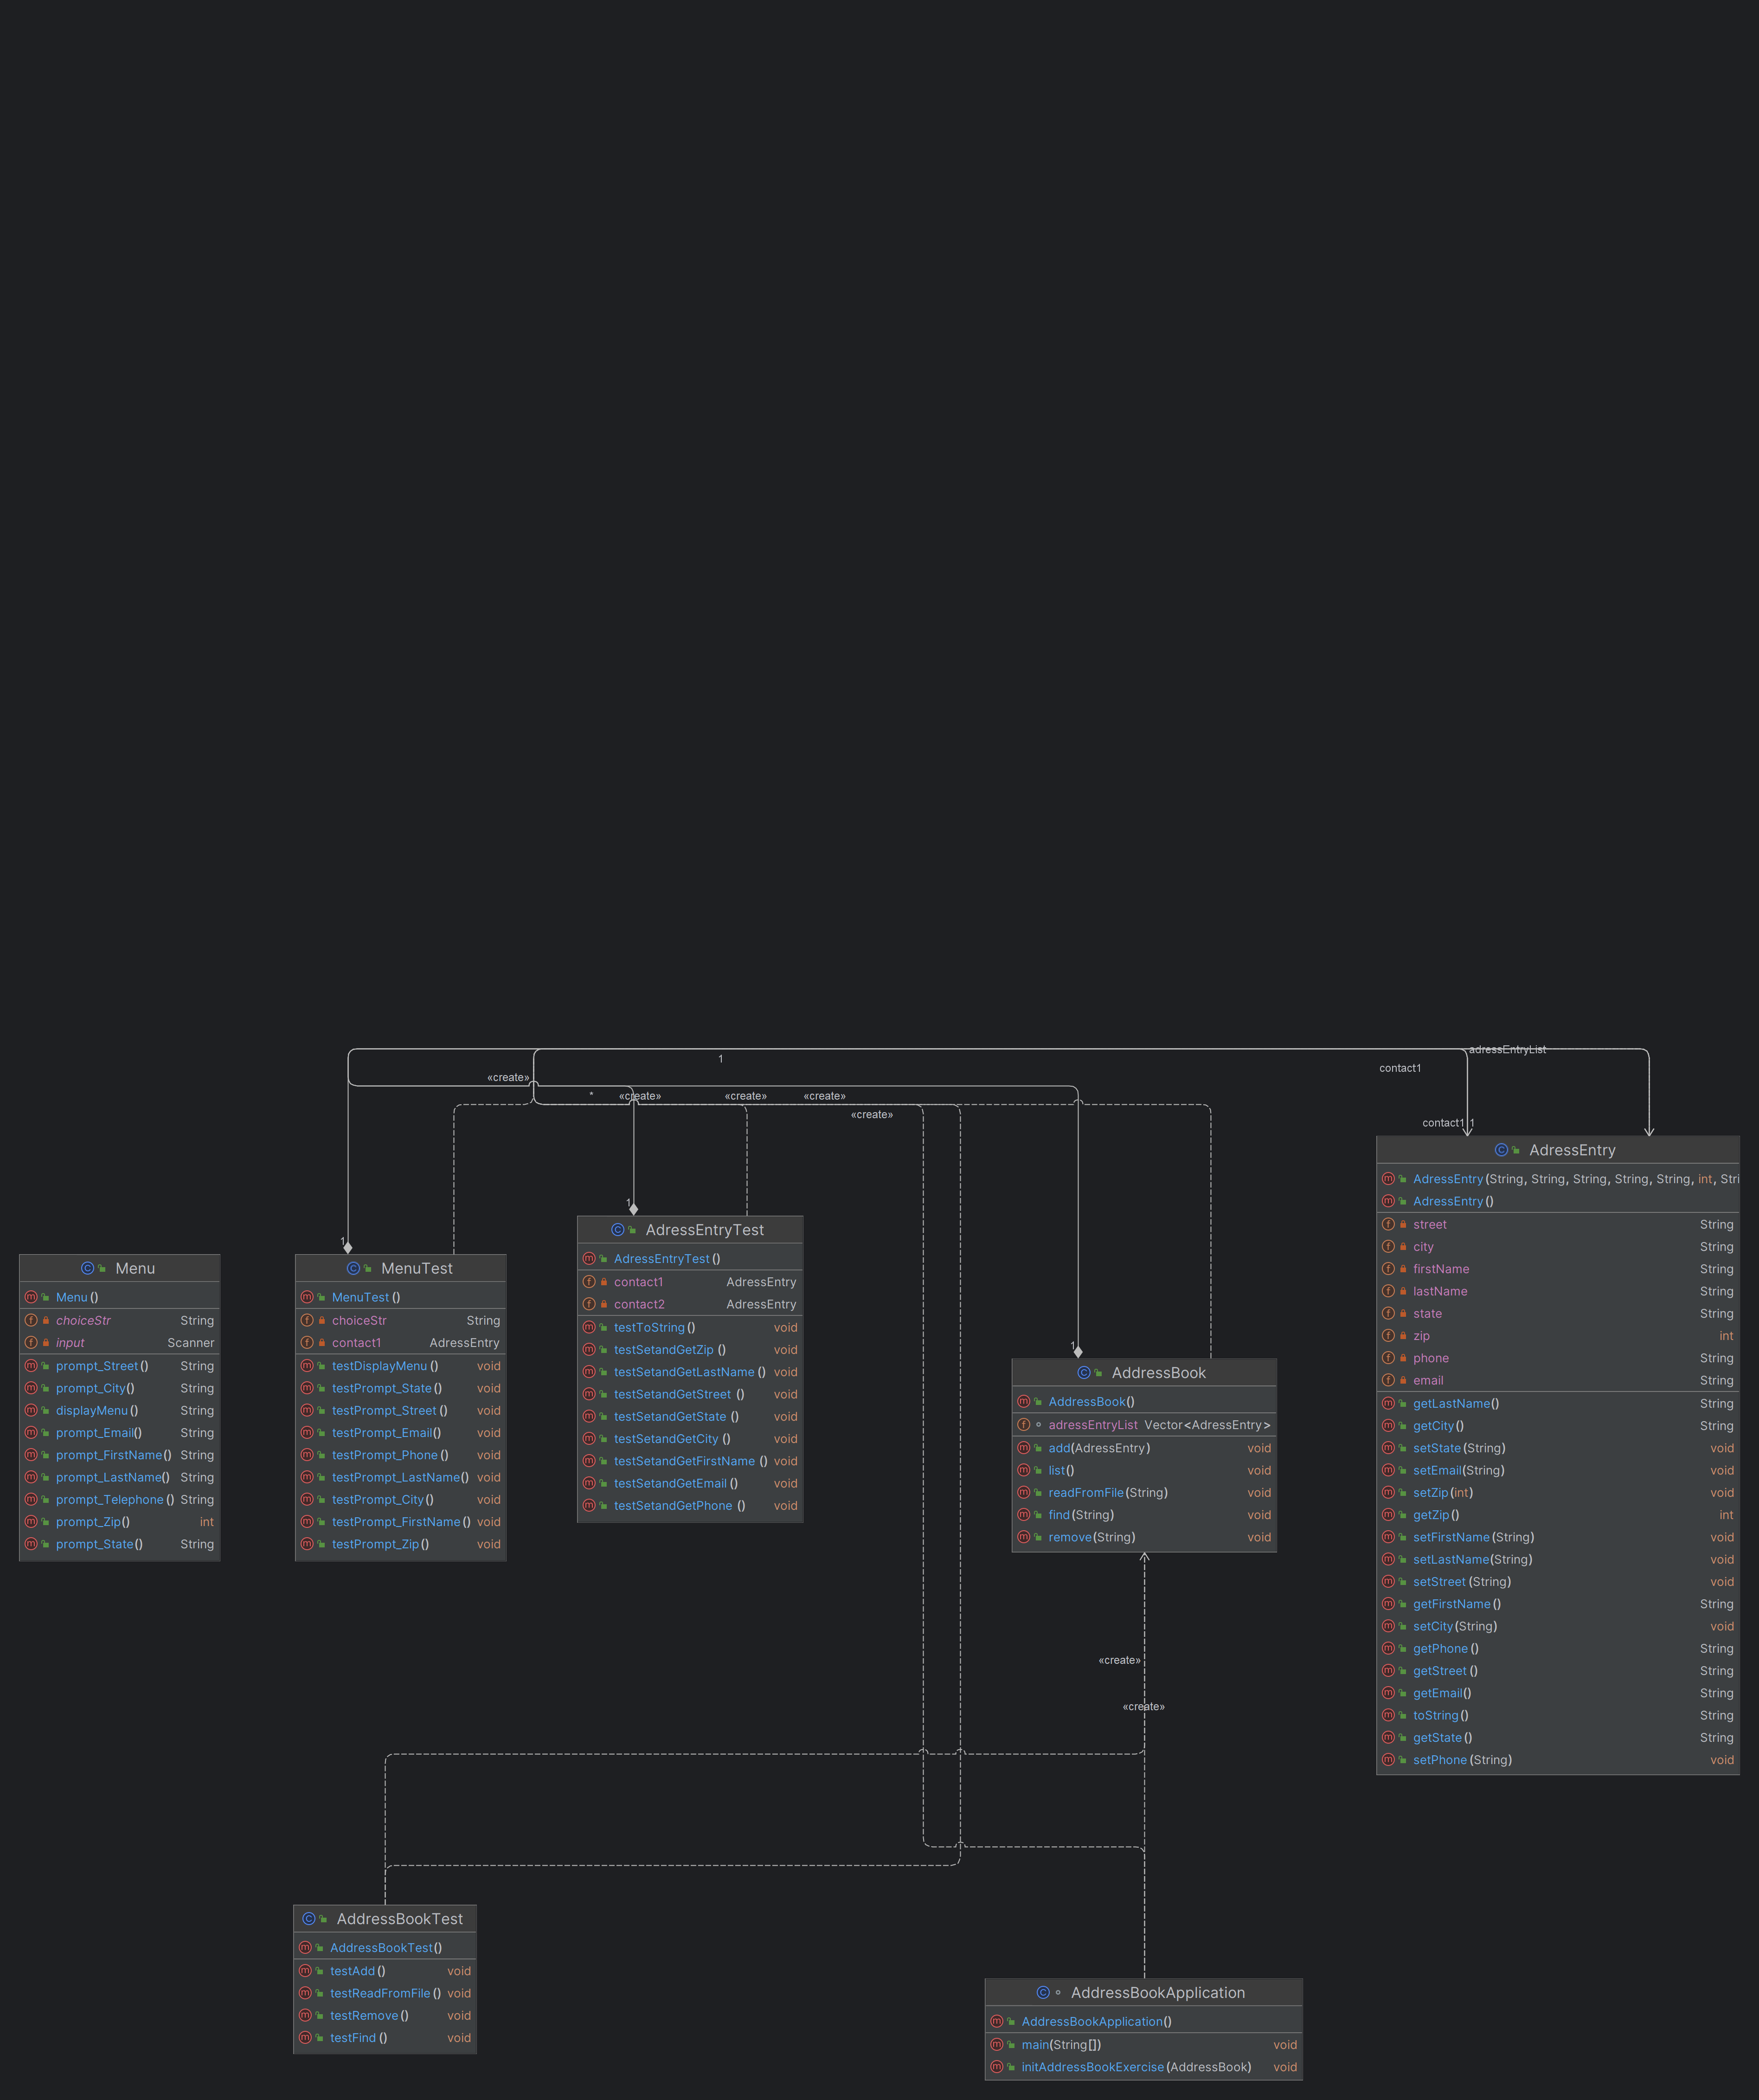 adressEntryList
1
contact1
«create»
* «create» «create» «create»
«create»
contact1 1
AdressEntry
AdressEntry(String, String, String, String, String, int, Stri
AdressEntry()
street String
city String
firstName String
lastName String
state String
zip int
phone String
email String
getLastName() String
getCity() String
setState(String) void
setEmail(String) void
setZip(int) void
getZip() int
setFirstName(String) void
setLastName(String) void
setStreet(String) void
getFirstName() String
setCity(String) void
getPhone() String
getStreet() String
getEmail() String
toString() String
getState() String
setPhone(String) void
1
AdressEntryTest
AdressEntryTest()
contact1 AdressEntry
contact2 AdressEntry
testToString() void
testSetandGetZip() void
testSetandGetLastName() void
testSetandGetStreet() void
testSetandGetState() void
testSetandGetCity() void
testSetandGetFirstName() void
testSetandGetEmail() void
testSetandGetPhone() void
Menu
Menu()
choiceStr String
input Scanner
prompt_Street() String
prompt_City() String
displayMenu() String
prompt_Email() String
prompt_FirstName() String
prompt_LastName() String
prompt_Telephone() String
prompt_Zip() int
prompt_State() String
1
MenuTest
MenuTest()
choiceStr String
contact1 AdressEntry
testDisplayMenu() void
testPrompt_State() void
testPrompt_Street() void
testPrompt_Email() void
testPrompt_Phone() void
testPrompt_LastName() void
testPrompt_City() void
testPrompt_FirstName() void
testPrompt_Zip() void
1
AddressBook
AddressBook()
adressEntryList Vector<AdressEntry>
add(AdressEntry) void
list() void
readFromFile(String) void
find(String) void
remove(String) void
«create»
«create»
AddressBookTest
AddressBookTest()
testAdd() void
testReadFromFile() void
testRemove() void
testFind() void
AddressBookApplication
AddressBookApplication()
main(String[]) void
initAddressBookExercise(AddressBook) void